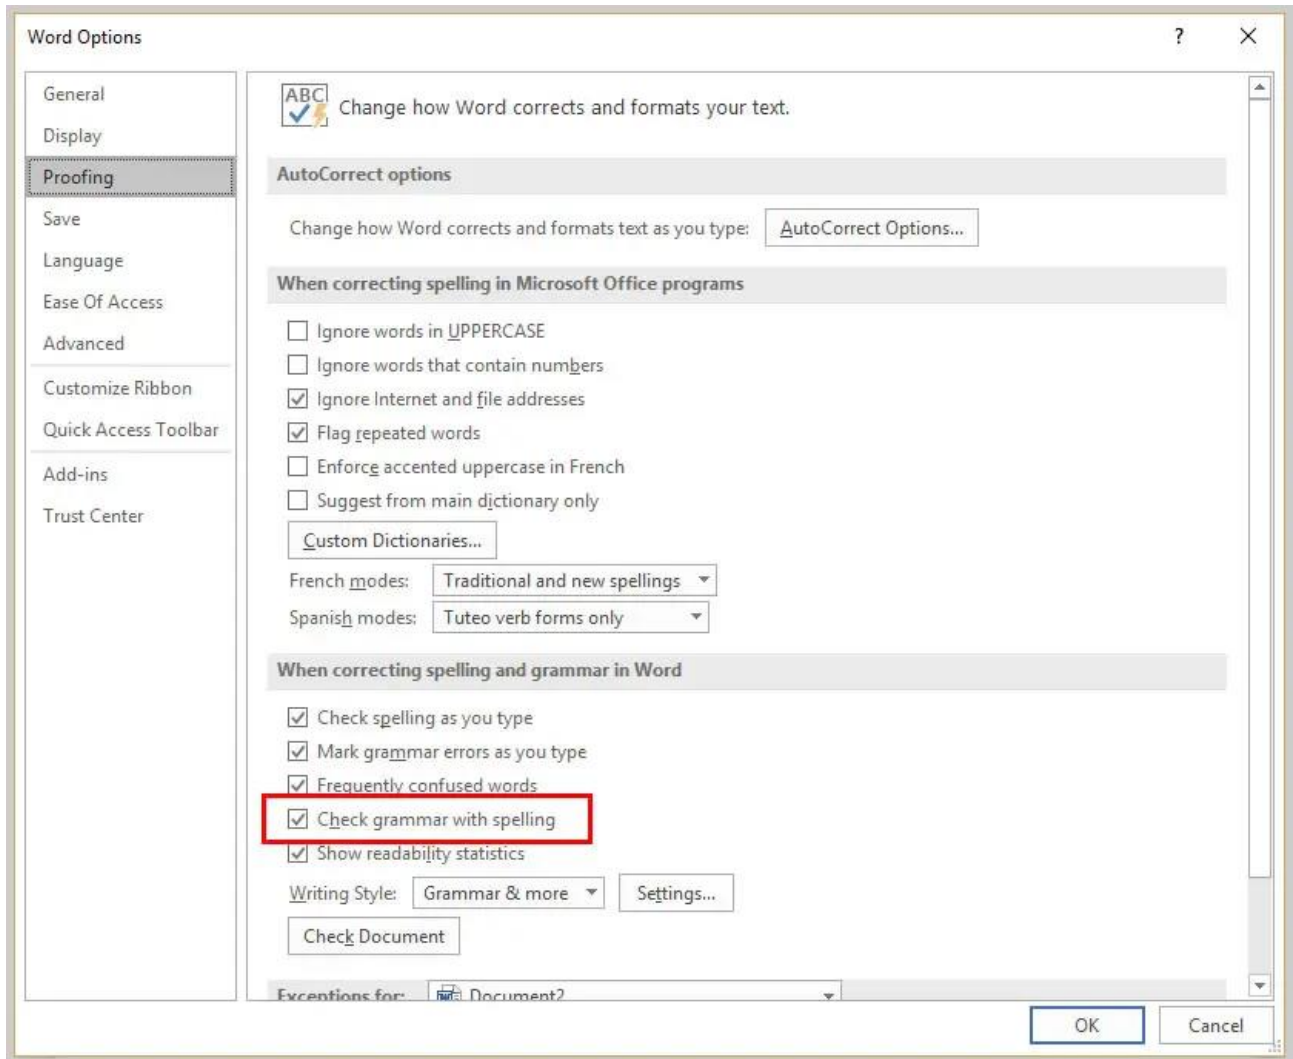 Word Options
?
General
Display
Proofing
Save
Language
Ease Of Access
Advanced
Customize Ribbon
Quick Access Toolbar
Add-ins
Trust Center
ABC
Change how Word corrects and formats your text.
AutoCorrect options
Change how Word corrects and formats text as you type: AutoCorrect Options...
When correcting spelling in Microsoft Office programs
Ignore words in UPPERCASE
Ignore words that contain numbers
Ignore Internet and file addresses
Flag repeated words
Enforce accented uppercase in French
Suggest from main dictionary only
Custom Dictionaries...
French modes: Traditional and new spellings
Spanish modes: Tuteo verb forms only
When correcting spelling and grammar in Word
Check spelling as you type
Mark grammar errors as you type
Frequently confused words
Check grammar with spelling
Show readability statistics
Writing Style: Grammar & more Settings...
Check Document
Exceptions for: Document2
OK Cancel